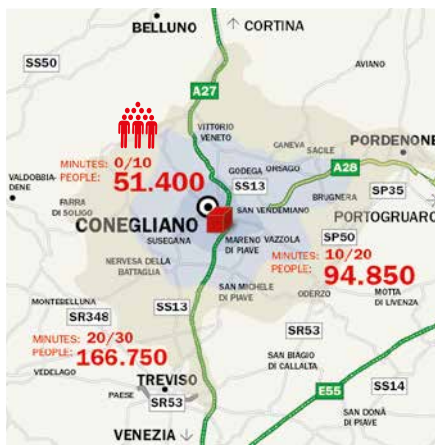 BELLUNO
CORTINA
SS50
AVIANO
A27
VITTORIO
VENETO
CANEVA
SACILE
PORDENONE
MINUTES: 0/10
PEOPLE: 51.400
GODEGA
ORSAGO
A28
SS13
VALDOBBIA-
DENE
FARRA
DI SOLIGO
BRUGNERA
SP35
SAN VENDEMIANO
PORTOGRUARO
CONEGLIANO
SUSEGANA
MARENO
DI PIAVE
VAZZOLA
SP50
MINUTES: 10/20
PEOPLE: 94.850
NERVESA DELLA
BATTAGLIA
SAN MICHELE
DI PIAVE
ODERZO
MOTTA
DI LIVENZA
MONTEBELLUNA
SS13
SR348
MINUTES: 20/30
PEOPLE: 166.750
SR53
VEDELAGO
SAN BIAGIO
DI CALLALTA
TREVISO
PAESE
SR53
E55
SS14
SAN DONÀ
DI PIAVE
VENEZIA